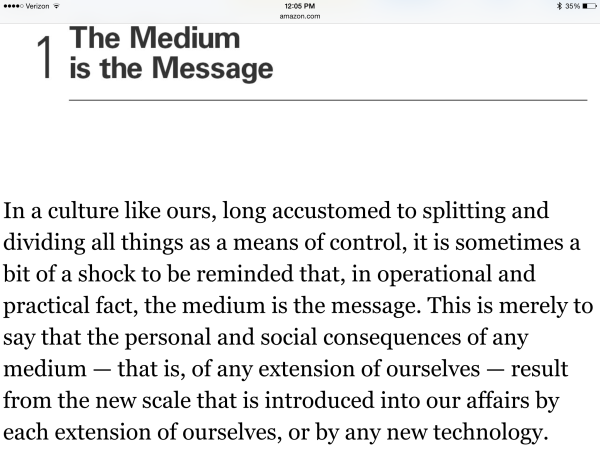 Verizon 12:05 PM 35%
amazon.com
1 The Medium
is the Message
In a culture like ours, long accustomed to splitting and
dividing all things as a means of control, it is sometimes a
bit of a shock to be reminded that, in operational and
practical fact, the medium is the message. This is merely to
say that the personal and social consequences of any
medium — that is, of any extension of ourselves — result
from the new scale that is introduced into our affairs by
each extension of ourselves, or by any new technology.